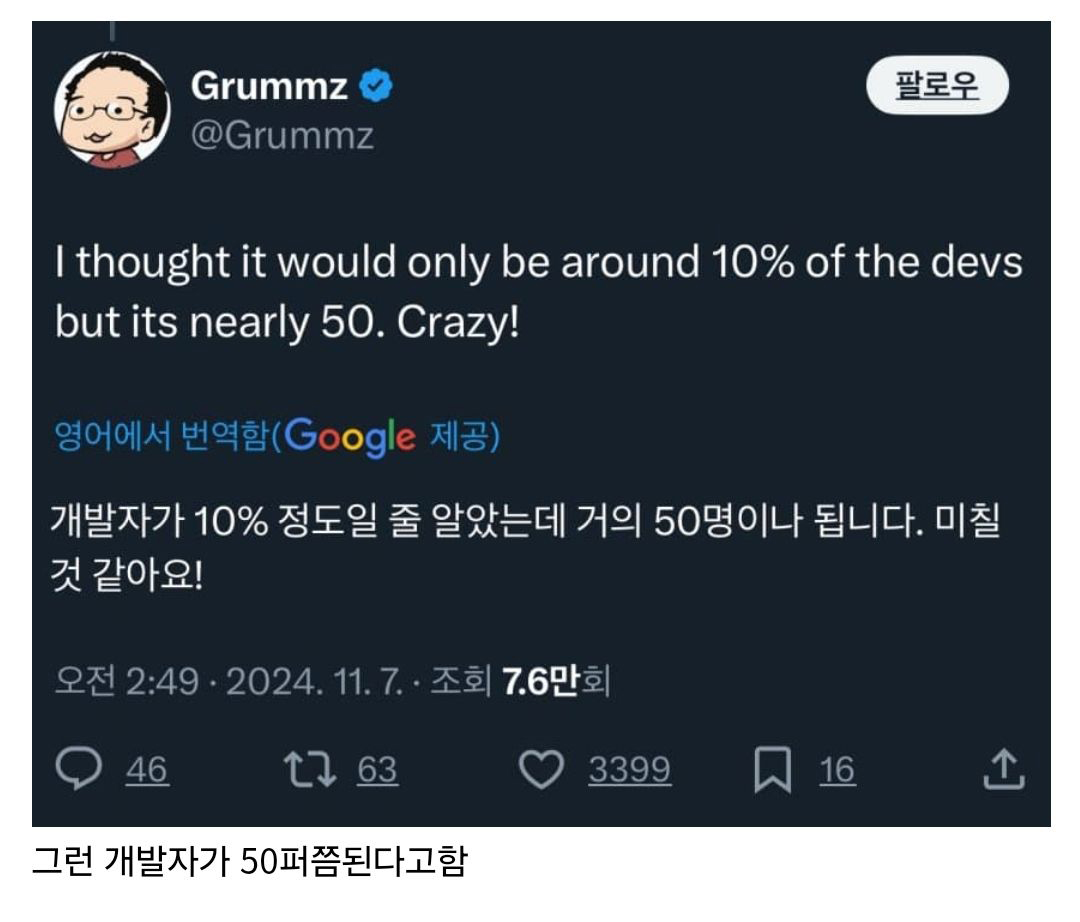 Grummz
팔로우
@Grummz
I thought it would only be around 10% of the devs
but its nearly 50. Crazy!
영어에서 번역함(Google 제공)
개발자가 10% 정도일 줄 알았는데 거의 50명이나 됩니다. 미칠
것 같아요!
오전 2:49 · 2024. 11. 7. · 조회 7.6만회
46 63 3399 16
그런 개발자가 50퍼쯤된다고함